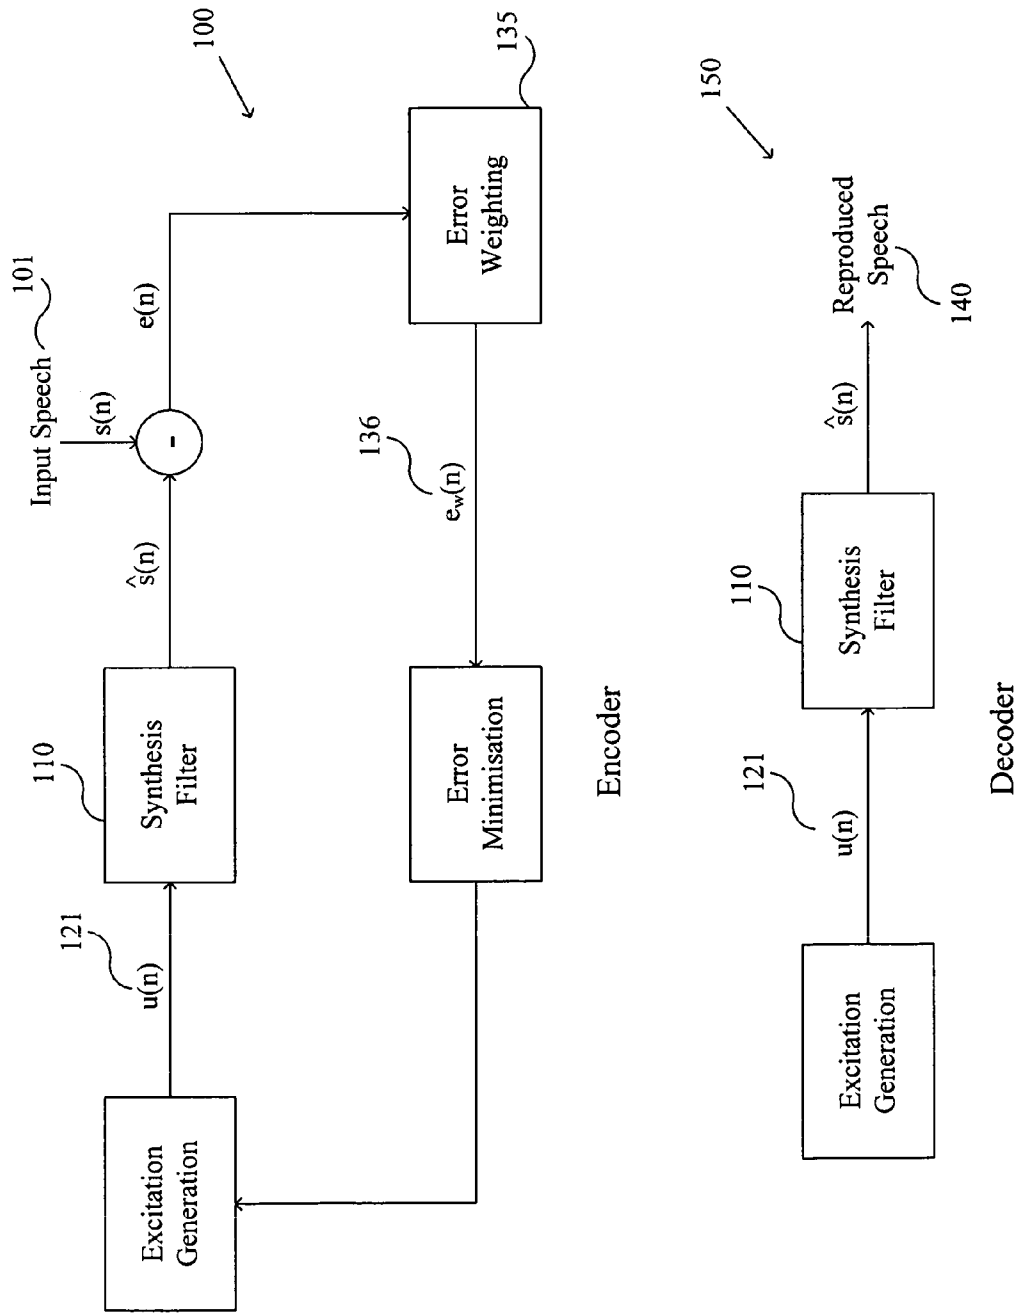 100
Input Speech
101
s(n)
-
e(n)
ŝ(n)
110
Synthesis
Filter
121
u(n)
Excitation
Generation
135
Error
Weighting
136
e_w(n)
Error
Minimisation
Encoder
150
Reproduced
Speech
140
ŝ(n)
110
Synthesis
Filter
121
u(n)
Excitation
Generation
Decoder